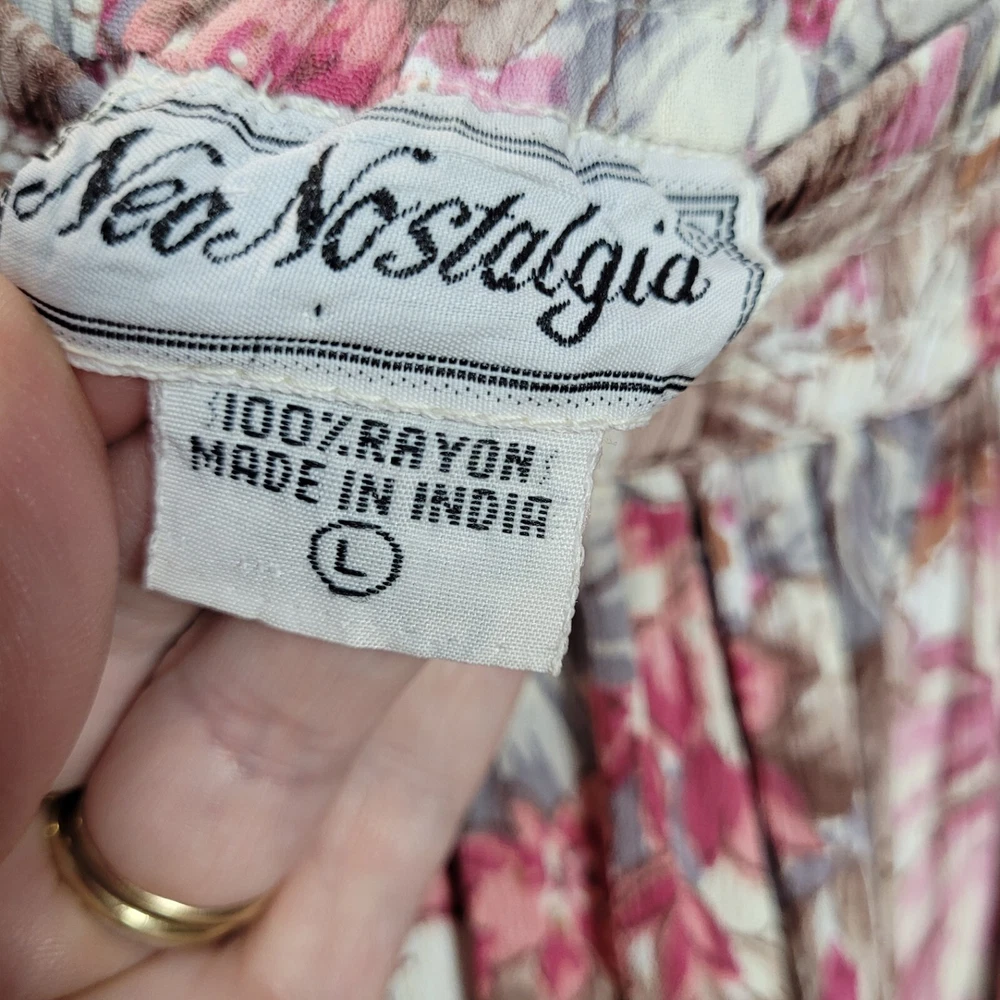 Neo Nostalgia
100% RAYON
MADE IN INDIA
L